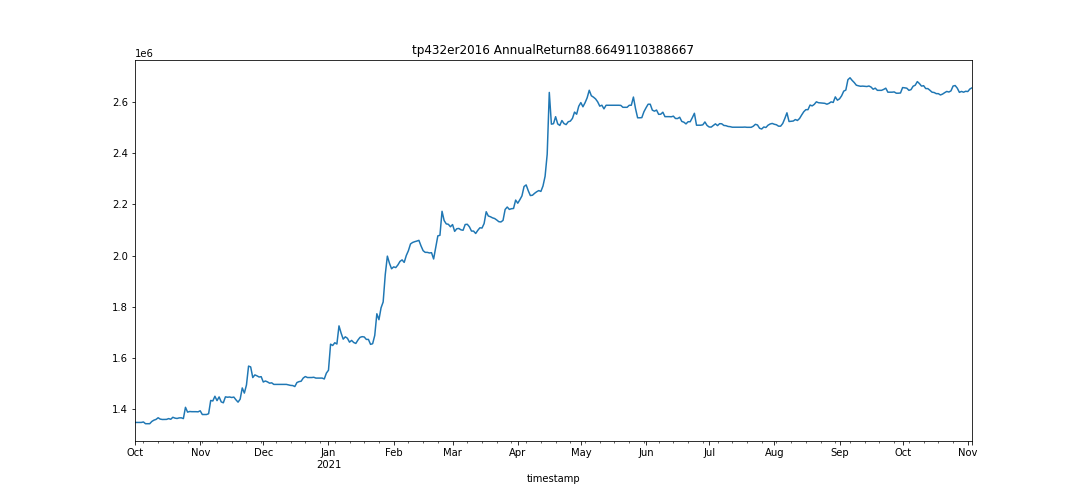 tp432er2016 AnnualReturn88.6649110388667
1e6
2.6
2.4
2.2
2.0
1.8
1.6
1.4
Oct Nov Dec Jan Feb Mar Apr May Jun Jul Aug Sep Oct Nov
2021
timestamp